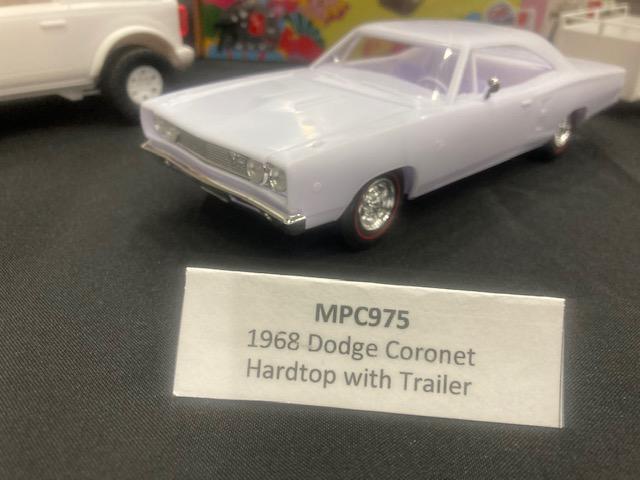 MPC975
1968 Dodge Coronet
Hardtop with Trailer